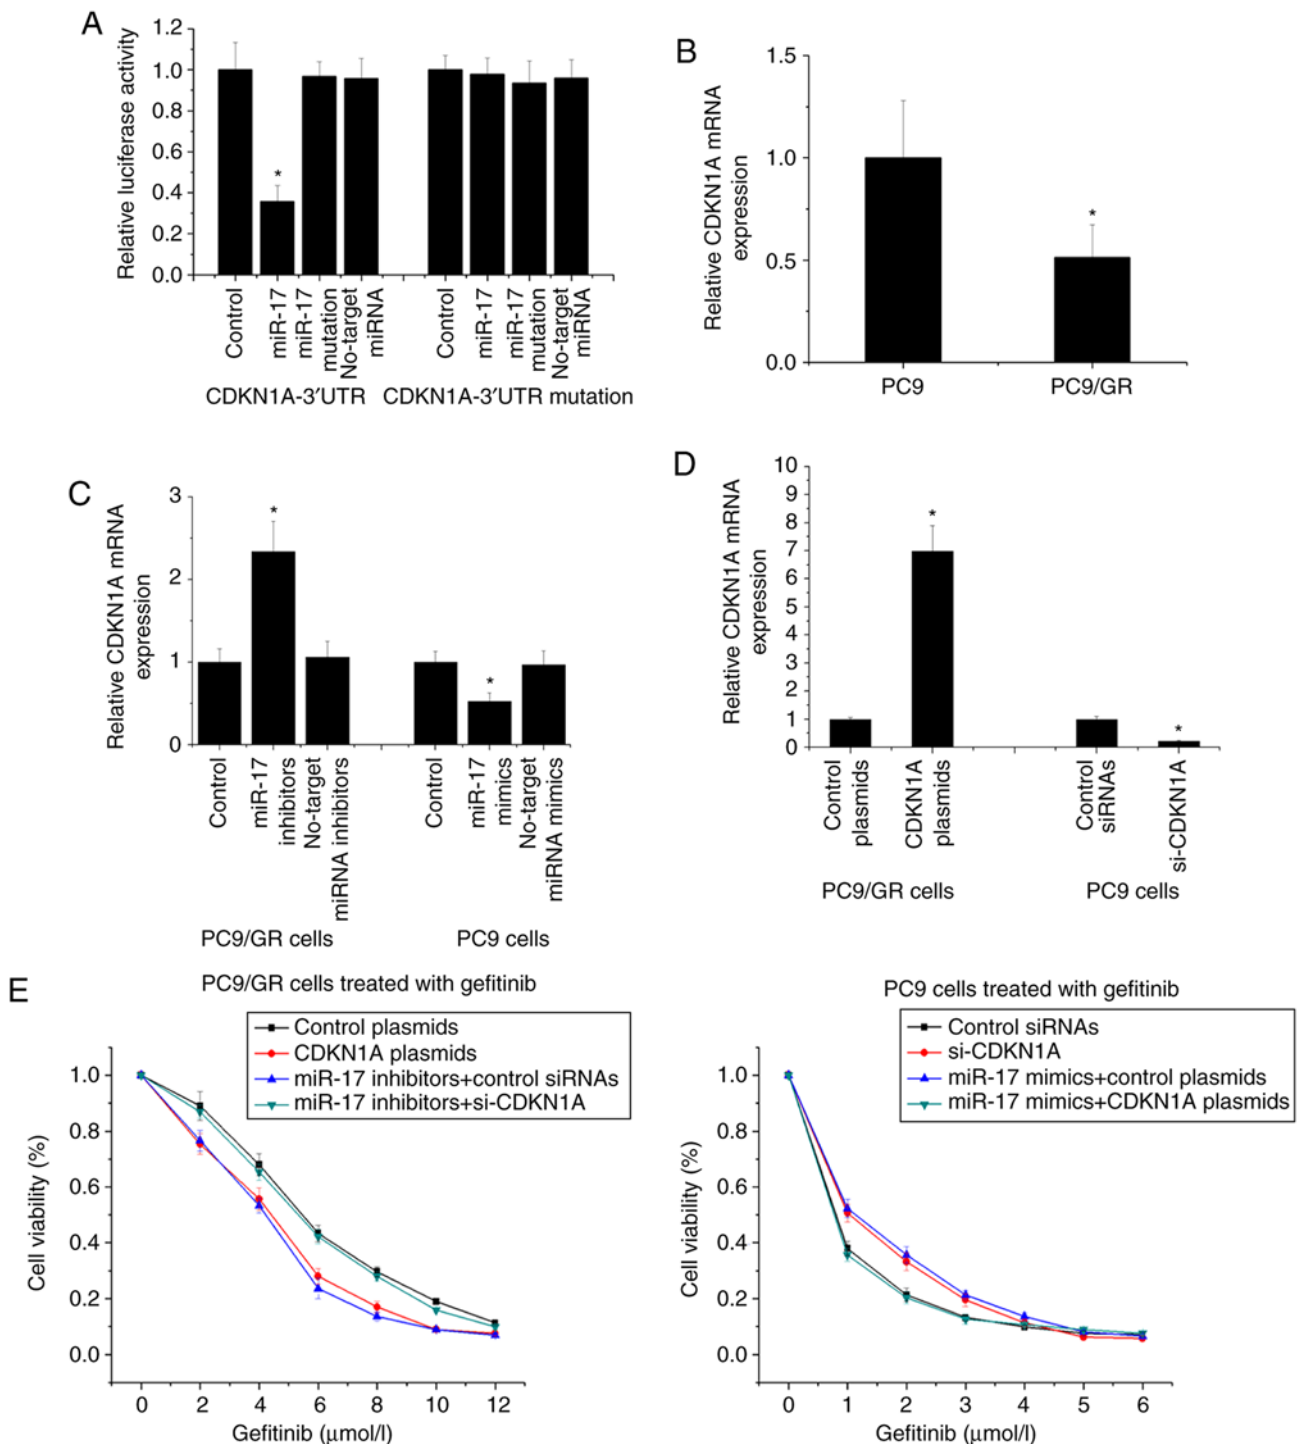 A
Relative luciferase activity
1.2
1.0
0.8
0.6
0.4
0.2
0.0
*
Control
miR-17
miR-17
mutation
No-target
miRNA
Control
miR-17
miR-17
mutation
No-target
miRNA
CDKN1A-3′UTR
CDKN1A-3′UTR mutation
B
Relative CDKN1A mRNA
expression
1.5
1.0
0.5
0.0
*
PC9
PC9/GR
C
Relative CDKN1A mRNA
expression
3
2
1
0
*
*
Control
miR-17
inhibitors
No-target
miRNA inhibitors
Control
miR-17
mimics
No-target
miRNA mimics
PC9/GR cells
PC9 cells
D
Relative CDKN1A mRNA
expression
10
9
8
7
6
5
4
3
2
1
0
*
*
Control
plasmids
CDKN1A
plasmids
Control
siRNAs
si-CDKN1A
PC9/GR cells
PC9 cells
E
PC9/GR cells treated with gefitinib
Control plasmids
CDKN1A plasmids
miR-17 inhibitors+control siRNAs
miR-17 inhibitors+si-CDKN1A
Cell viability (%)
1.0
0.8
0.6
0.4
0.2
0.0
0 2 4 6 8 10 12
Gefitinib (μmol/l)
PC9 cells treated with gefitinib
Control siRNAs
si-CDKN1A
miR-17 mimics+control plasmids
miR-17 mimics+CDKN1A plasmids
Cell viability (%)
1.0
0.8
0.6
0.4
0.2
0.0
0 1 2 3 4 5 6
Gefitinib (μmol/l)